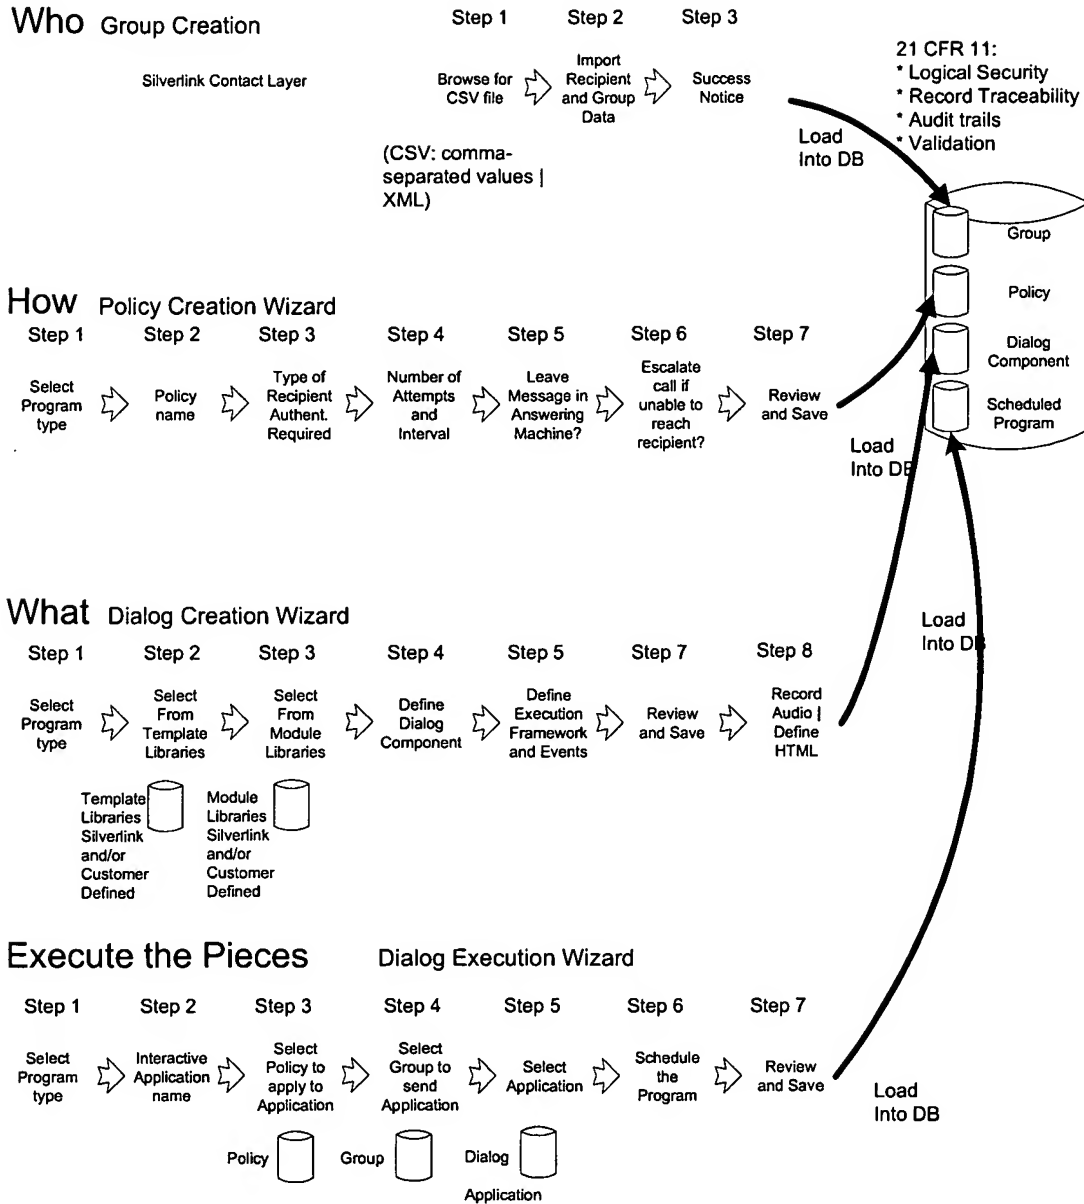 Who Group Creation
Step 1
Step 2
Step 3
Silverlink Contact Layer
Browse for
CSV file
Import
Recipient
and Group
Data
Success
Notice
(CSV: comma-
separated values |
XML)
Load
Into DB
21 CFR 11:
* Logical Security
* Record Traceability
* Audit trails
* Validation
Group
Policy
Dialog
Component
Scheduled
Program
How Policy Creation Wizard
Step 1
Step 2
Step 3
Step 4
Step 5
Step 6
Step 7
Select
Program
type
Policy
name
Type of
Recipient
Authent.
Required
Number of
Attempts
and
Interval
Leave
Message in
Answering
Machine?
Escalate
call if
unable to
reach
recipient?
Review
and Save
Load
Into DB
What Dialog Creation Wizard
Step 1
Step 2
Step 3
Step 4
Step 5
Step 7
Step 8
Select
Program
type
Select
From
Template
Libraries
Select
From
Module
Libraries
Define
Dialog
Component
Define
Execution
Framework
and Events
Review
and Save
Record
Audio |
Define
HTML
Load
Into DB
Template
Libraries
Silverlink
and/or
Customer
Defined
Module
Libraries
Silverlink
and/or
Customer
Defined
Execute the Pieces Dialog Execution Wizard
Step 1
Step 2
Step 3
Step 4
Step 5
Step 6
Step 7
Select
Program
type
Interactive
Application
name
Select
Policy to
apply to
Application
Select
Group to
send
Application
Select
Application
Schedule
the
Program
Review
and Save
Load
Into DB
Policy
Group
Dialog
Application